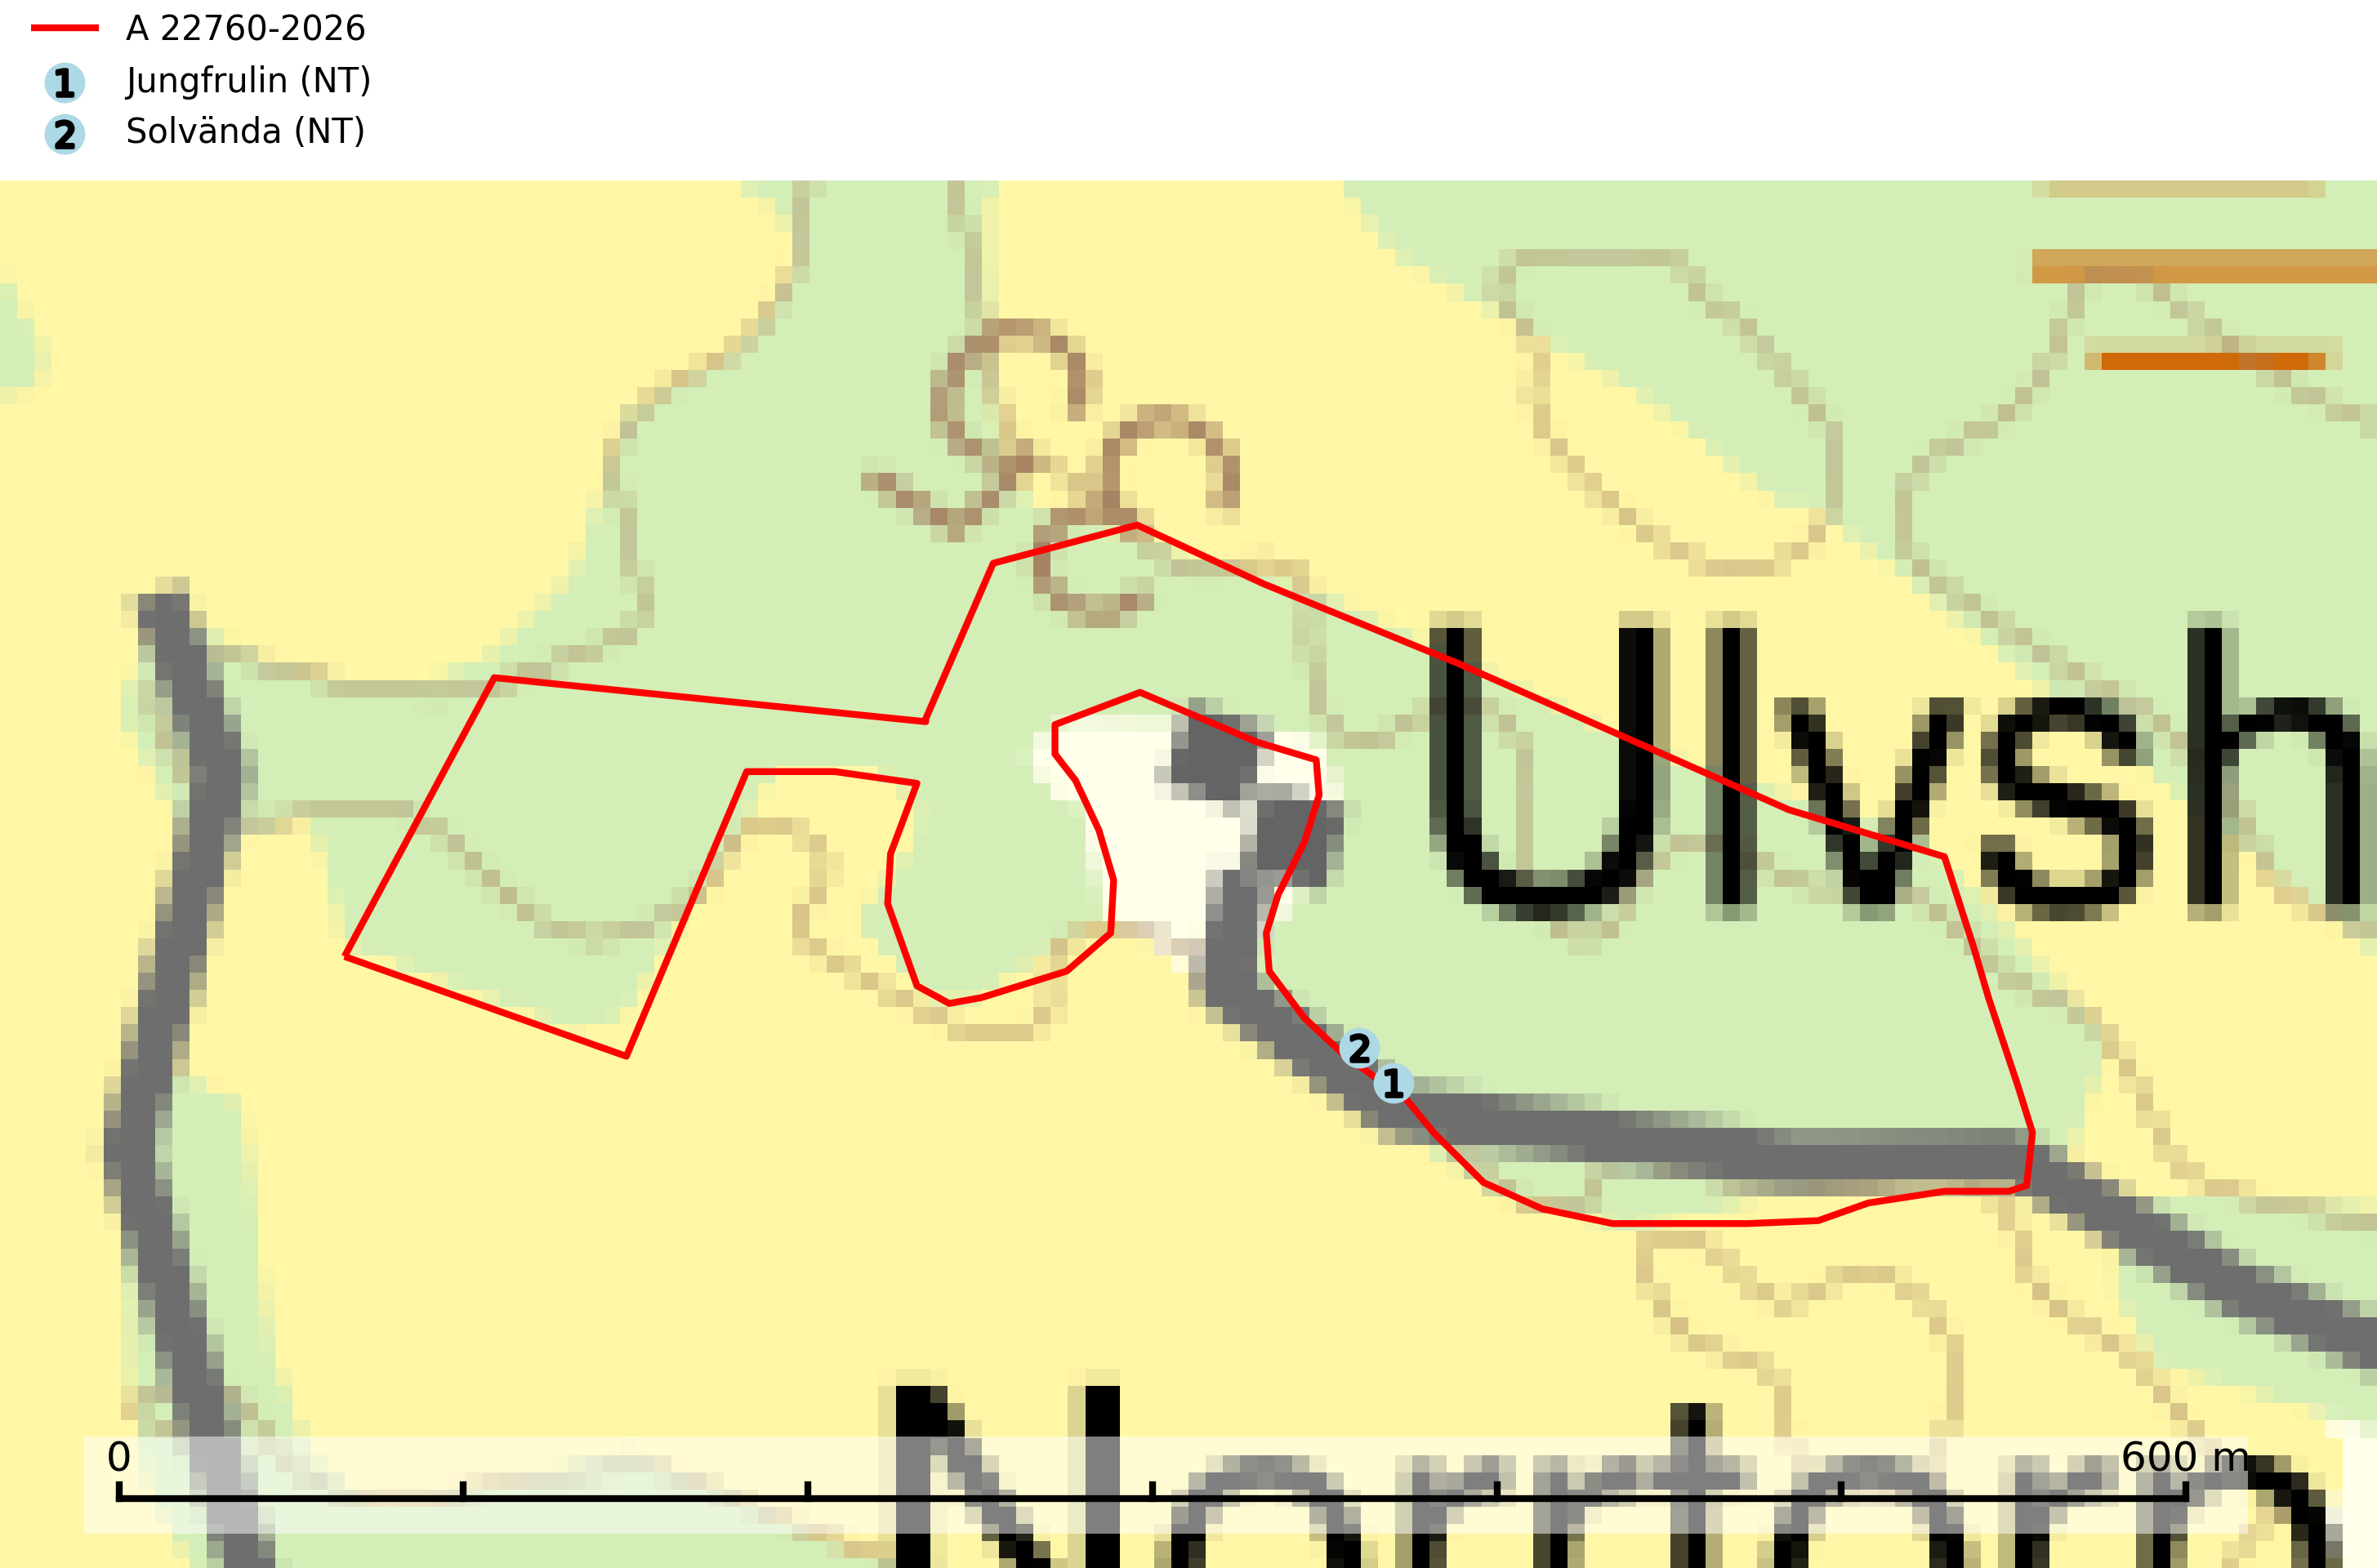 A 22760-2026
1 Jungfrulin (NT)
2 Solvända (NT)
Ulvsh
2
1
0 600 m